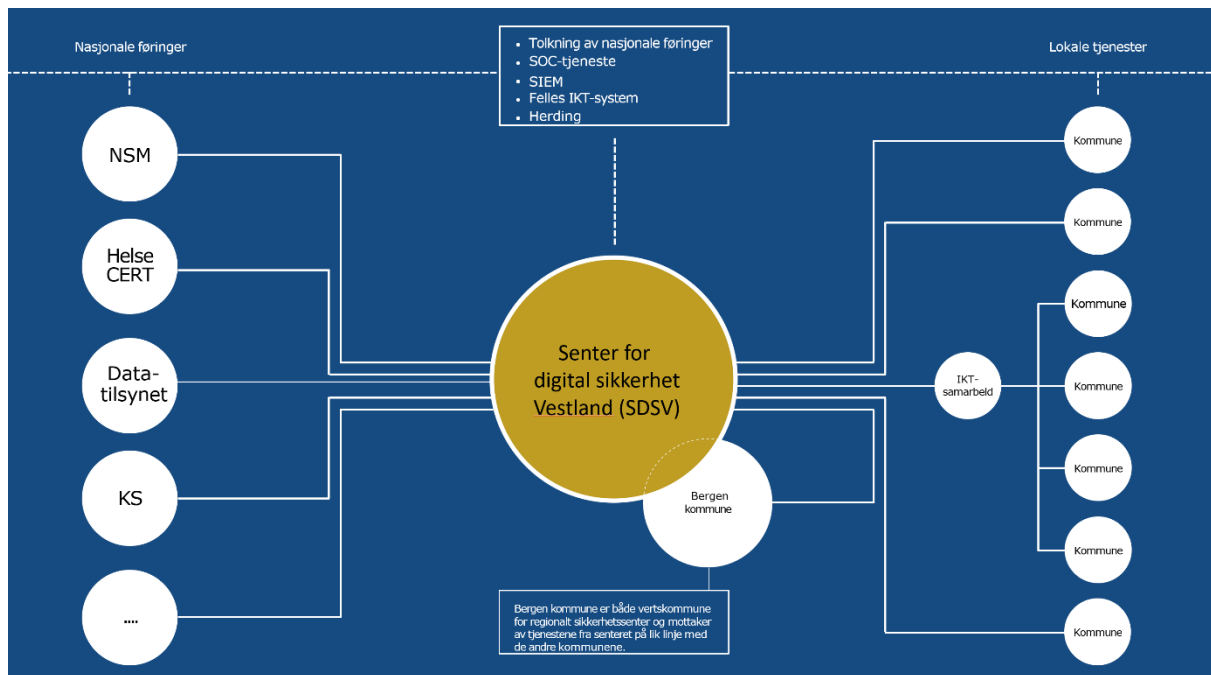 Nasjonale føringer
• Tolkning av nasjonale føringer
• SOC-tjeneste
• SIEM
• Felles IKT-system
• Herding
Lokale tjenester
NSM
Helse
CERT
Data-
tilsynet
KS
....
Senter for
digital sikkerhet
Vestland (SDSV)
Bergen
kommune
Bergen kommune er både vertskommune
for regionalt sikkerhetssenter og mottaker
av tjenestene fra senteret på lik linje med
de andre kommunene.
IKT-
samarbeid
Kommune
Kommune
Kommune
Kommune
Kommune
Kommune
Kommune